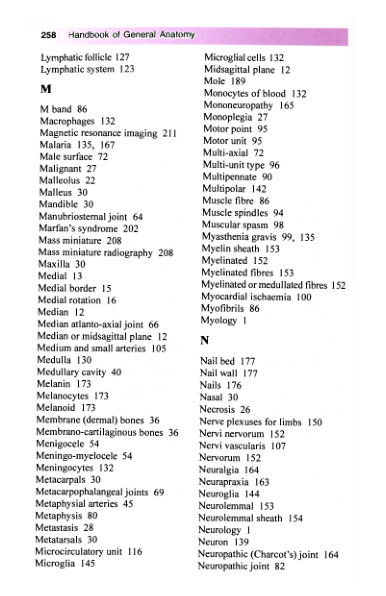 258 Handbook of General Anatomy
Lymphatic follicle 127
Lymphatic system 123
M
M band 86
Macrophages 132
Magnetic resonance imaging 211
Malaria 135, 167
Male surface 72
Malignant 27
Malleolus 22
Malleus 30
Mandible 30
Manubriosternal joint 64
Marfan's syndrome 202
Mass miniature 208
Mass miniature radiography 208
Maxilla 30
Medial 13
Medial border 15
Medial rotation 16
Median 12
Median atlanto-axial joint 66
Median or midsagittal plane 12
Medium and small arteries 105
Medulla 130
Medullary cavity 40
Melanin 173
Melanocytes 173
Melanoid 173
Membrane (dermal) bones 36
Membrano-cartilaginous bones 36
Menigocele 54
Meningo-myelocele 54
Meningocytes 132
Metacarpals 30
Metacarpophalangeal joints 69
Metaphysial arteries 45
Metaphysis 80
Metastasis 28
Metatarsals 30
Microcirculatory unit 116
Microglia 145
Microglial cells 132
Midsagittal plane 12
Mole 189
Monocytes of blood 132
Mononeuropathy 165
Monoplegia 27
Motor point 95
Motor unit 95
Multi-axial 72
Multi-unit type 96
Multipennate 90
Multipolar 142
Muscle fibre 86
Muscle spindles 94
Muscular spasm 98
Myasthenia gravis 99, 135
Myelin sheath 153
Myelinated 152
Myelinated fibres 153
Myelinated or medullated fibres 152
Myocardial ischaemia 100
Myofibrils 86
Myology 1
N
Nail bed 177
Nail wall 177
Nails 176
Nasal 30
Necrosis 26
Nerve plexuses for limbs 150
Nervi nervorum 152
Nervi vascularis 107
Nervorum 152
Neuralgia 164
Neurapraxia 163
Neuroglia 144
Neurolemmal 153
Neurolemmal sheath 154
Neurology 1
Neuron 139
Neuropathic (Charcot's) joint 164
Neuropathic joint 82